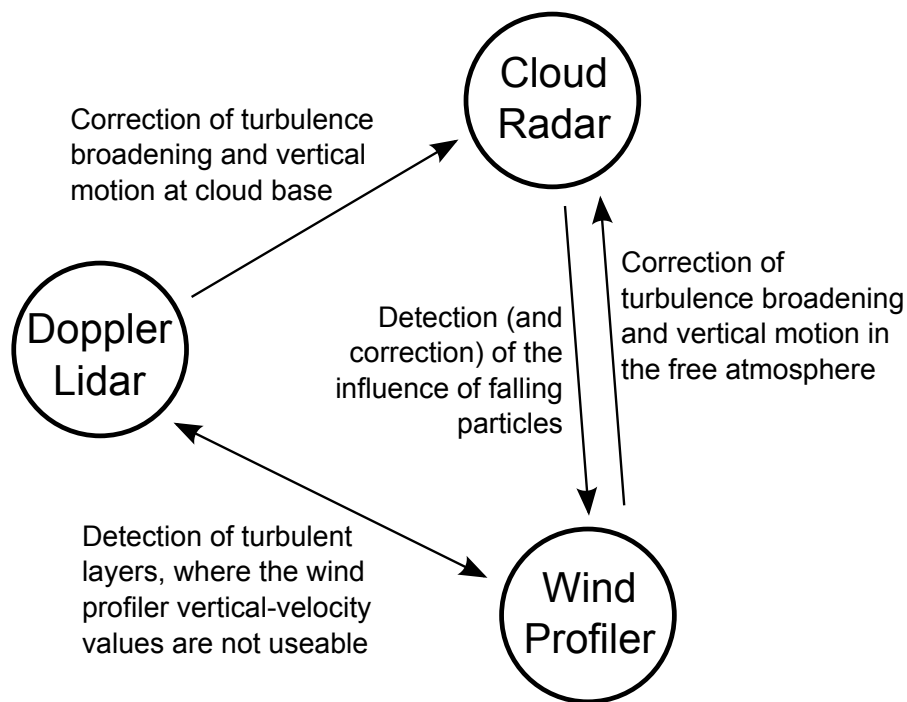 Cloud
Radar
Correction of turbulence
broadening and vertical
motion at cloud base
Doppler
Lidar
Detection (and
correction) of the
influence of falling
particles
Correction of
turbulence broadening
and vertical motion in
the free atmosphere
Detection of turbulent
layers, where the wind
profiler vertical-velocity
values are not useable
Wind
Profiler